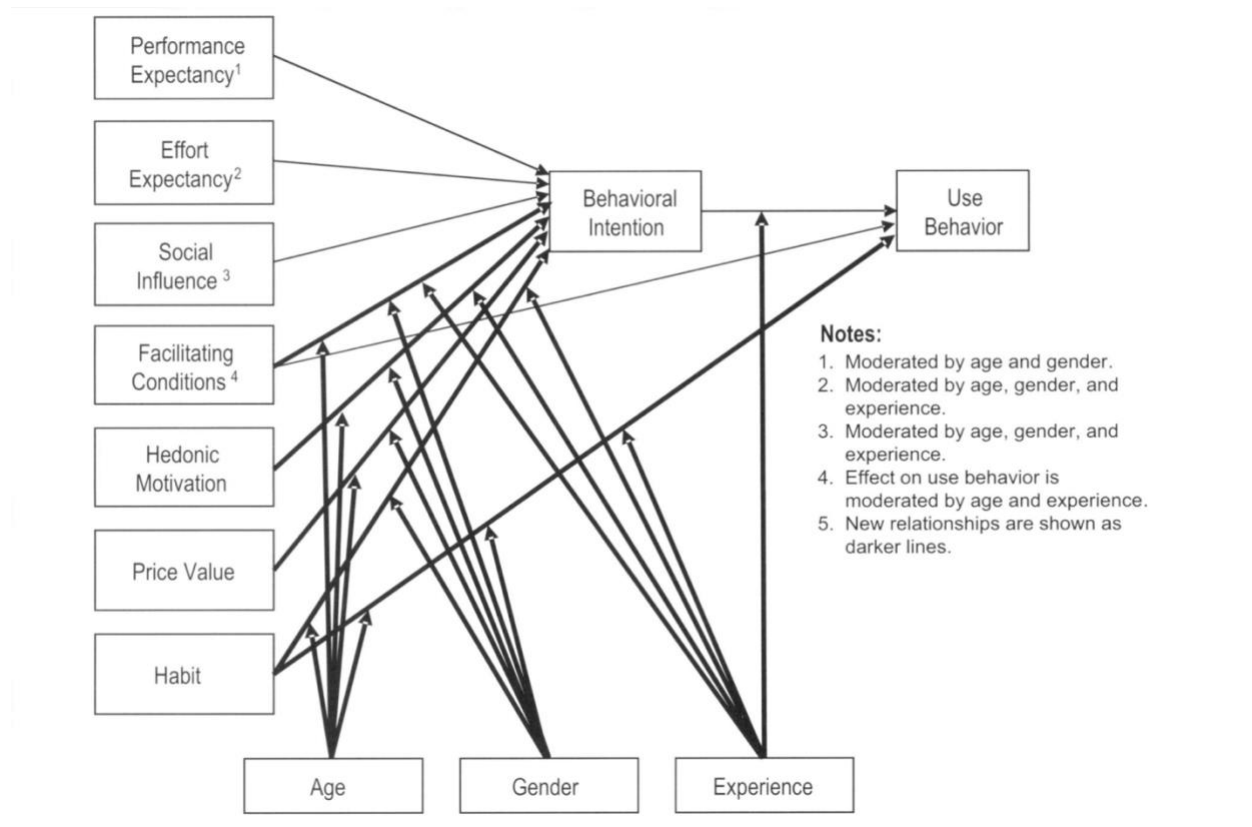 Performance
Expectancy1
Effort
Expectancy2
Social
Influence 3
Facilitating
Conditions 4
Hedonic
Motivation
Price Value
Habit
Behavioral
Intention
Use
Behavior
Notes:
1. Moderated by age and gender.
2. Moderated by age, gender, and
experience.
3. Moderated by age, gender, and
experience.
4. Effect on use behavior is
moderated by age and experience.
5. New relationships are shown as
darker lines.
Age
Gender
Experience